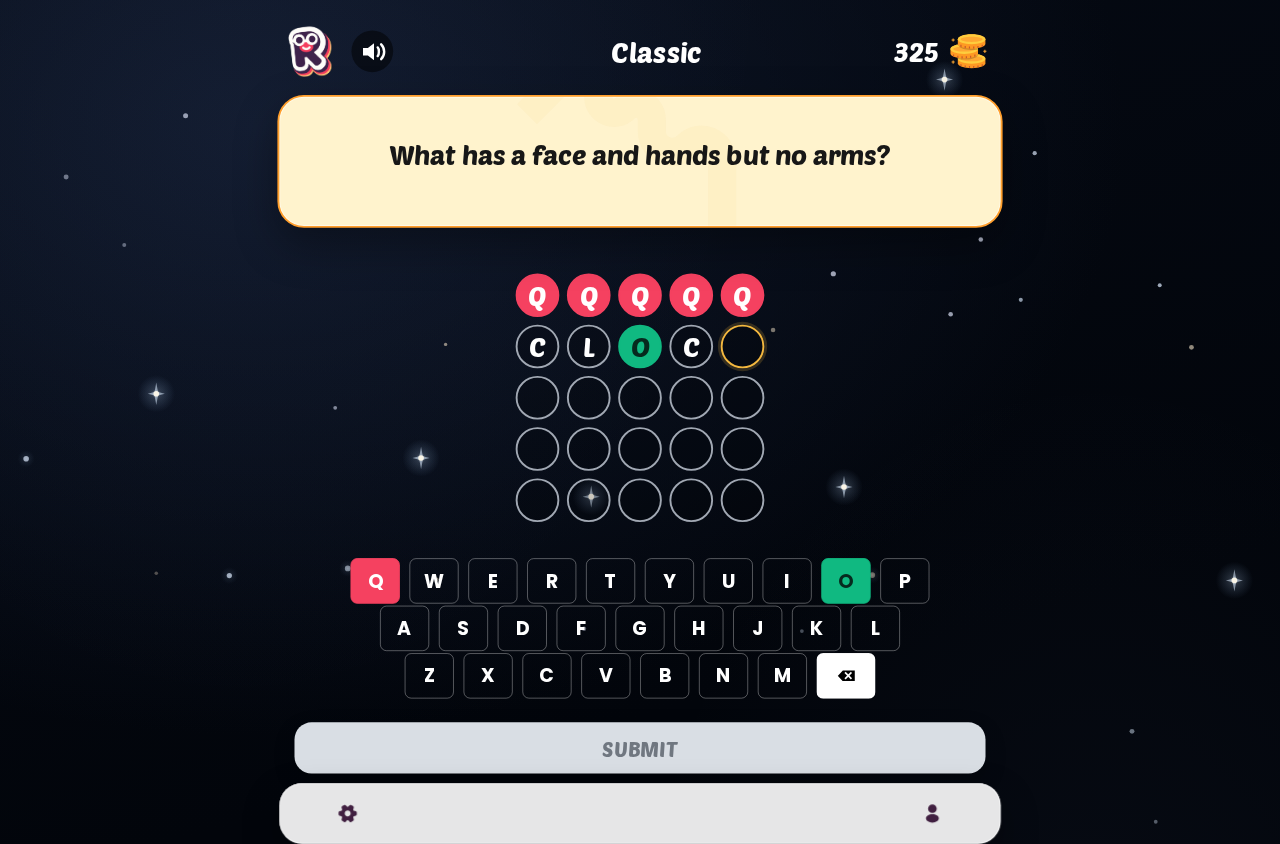 R
Classic
325
What has a face and hands but no arms?
Q Q Q Q Q
C L O C
Q W E R T Y U I O P
A S D F G H J K L
Z X C V B N M
SUBMIT